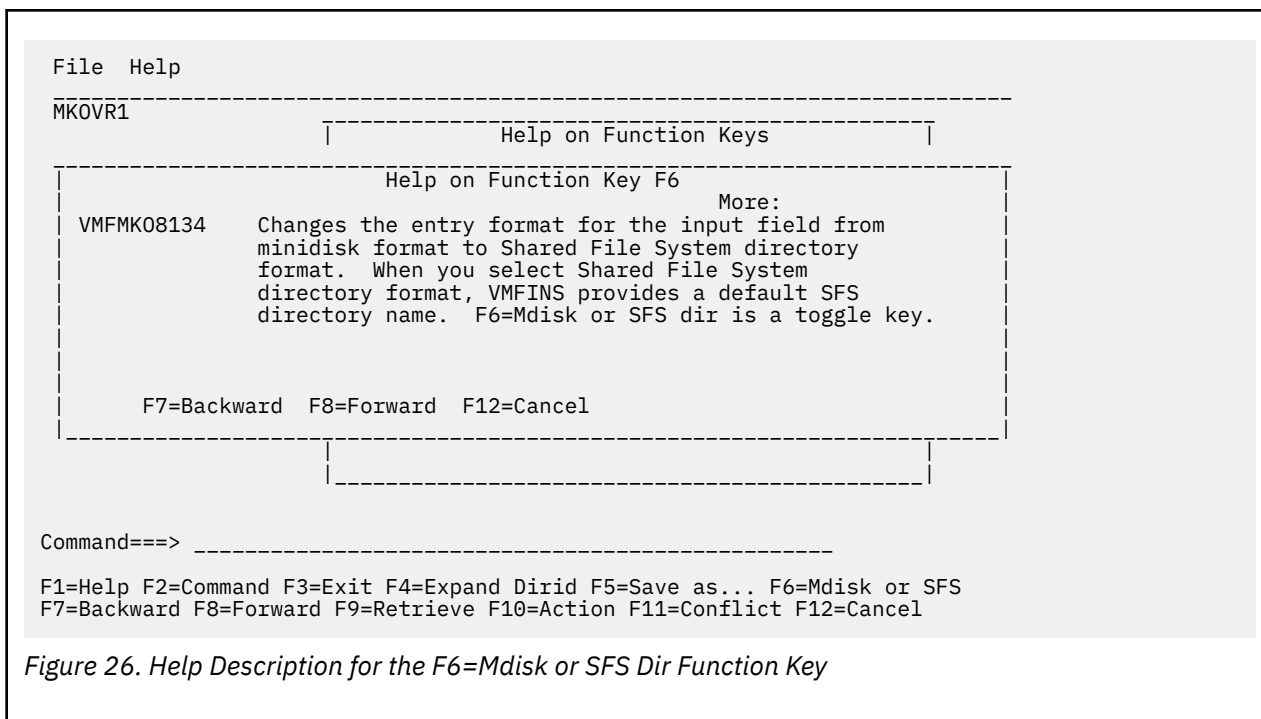 File Help
MKOVR1
Help on Function Keys
Help on Function Key F6
More:
VMFMKO8134 Changes the entry format for the input field from
minidisk format to Shared File System directory
format. When you select Shared File System
directory format, VMFINS provides a default SFS
directory name. F6=Mdisk or SFS dir is a toggle key.
F7=Backward F8=Forward F12=Cancel
Command===> __________________________________________________
F1=Help F2=Command F3=Exit F4=Expand Dirid F5=Save as... F6=Mdisk or SFS
F7=Backward F8=Forward F9=Retrieve F10=Action F11=Conflict F12=Cancel
Figure 26. Help Description for the F6=Mdisk or SFS Dir Function Key